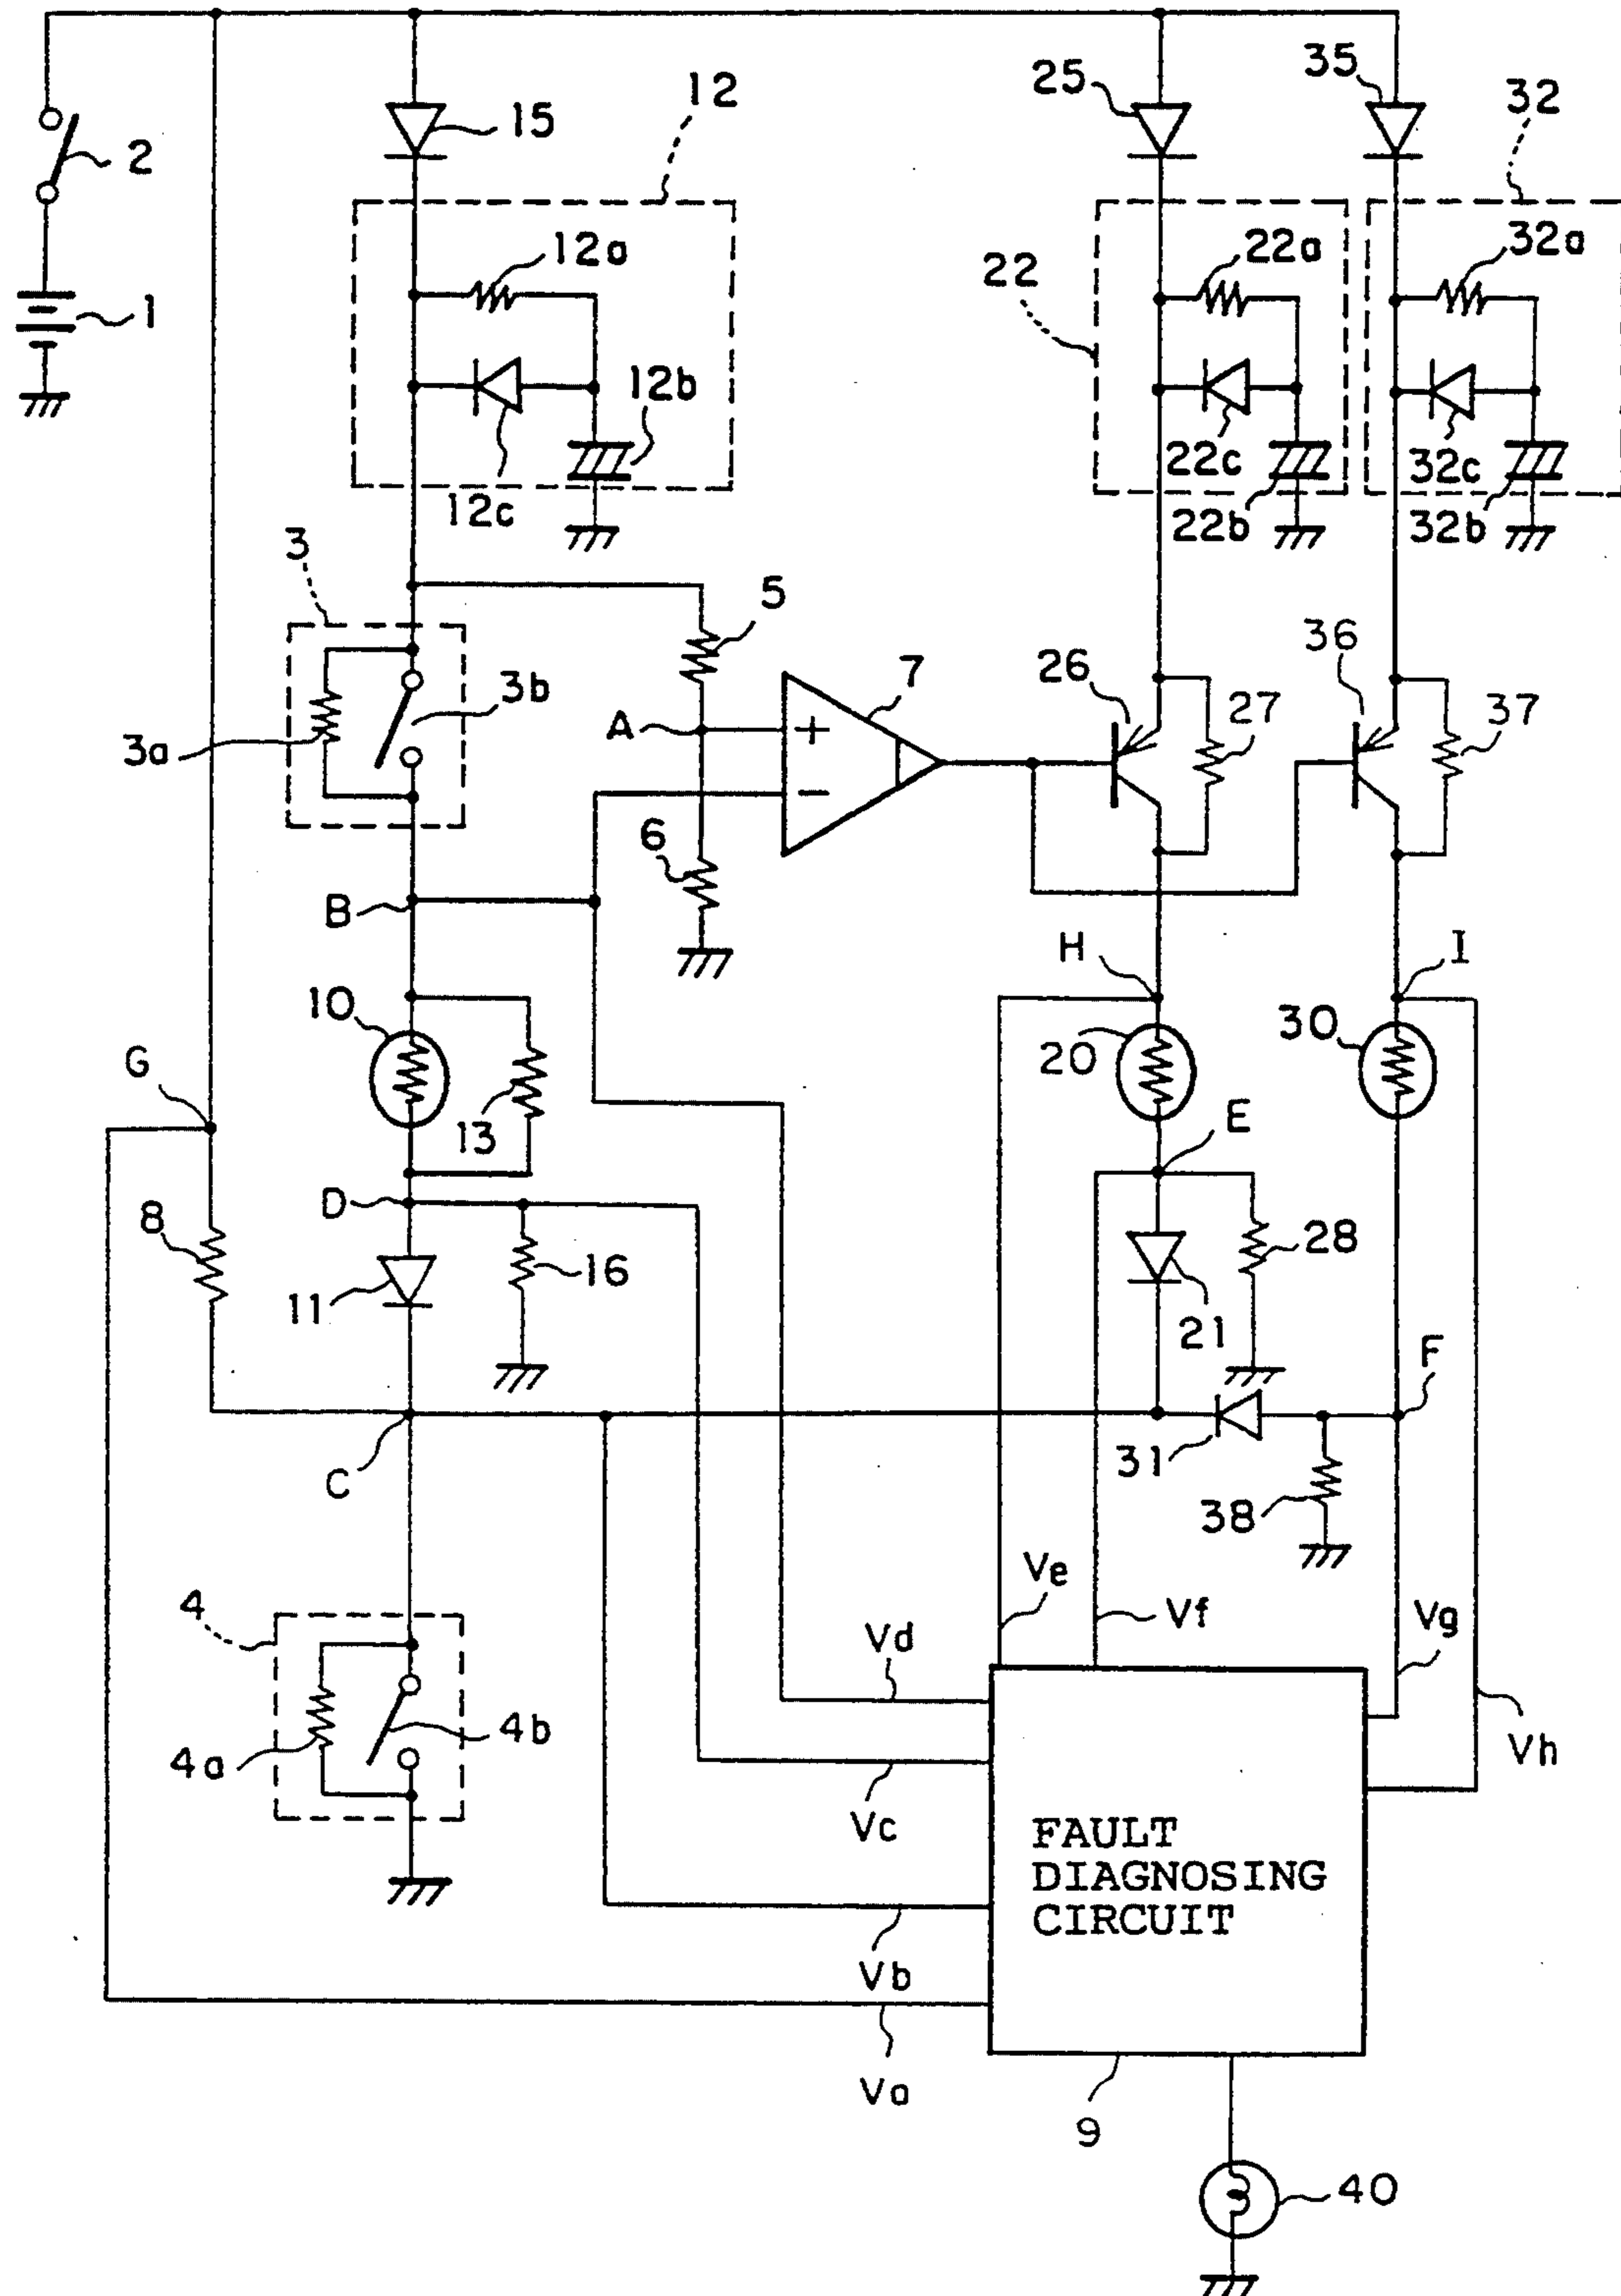 15
12
25
35
32
2
12a
22a
32a
22
1
12b
12c
22c
22b
32c
32b
3
5
7
26
36
3b
A
+
27
37
3a
−
6
B
H
I
10
20
30
G
13
E
D
8
16
28
11
21
F
31
C
38
Ve
4
Vf
Vg
Vd
4b
4a
Vh
Vc
FAULT
DIAGNOSING
CIRCUIT
Vb
Va
9
40